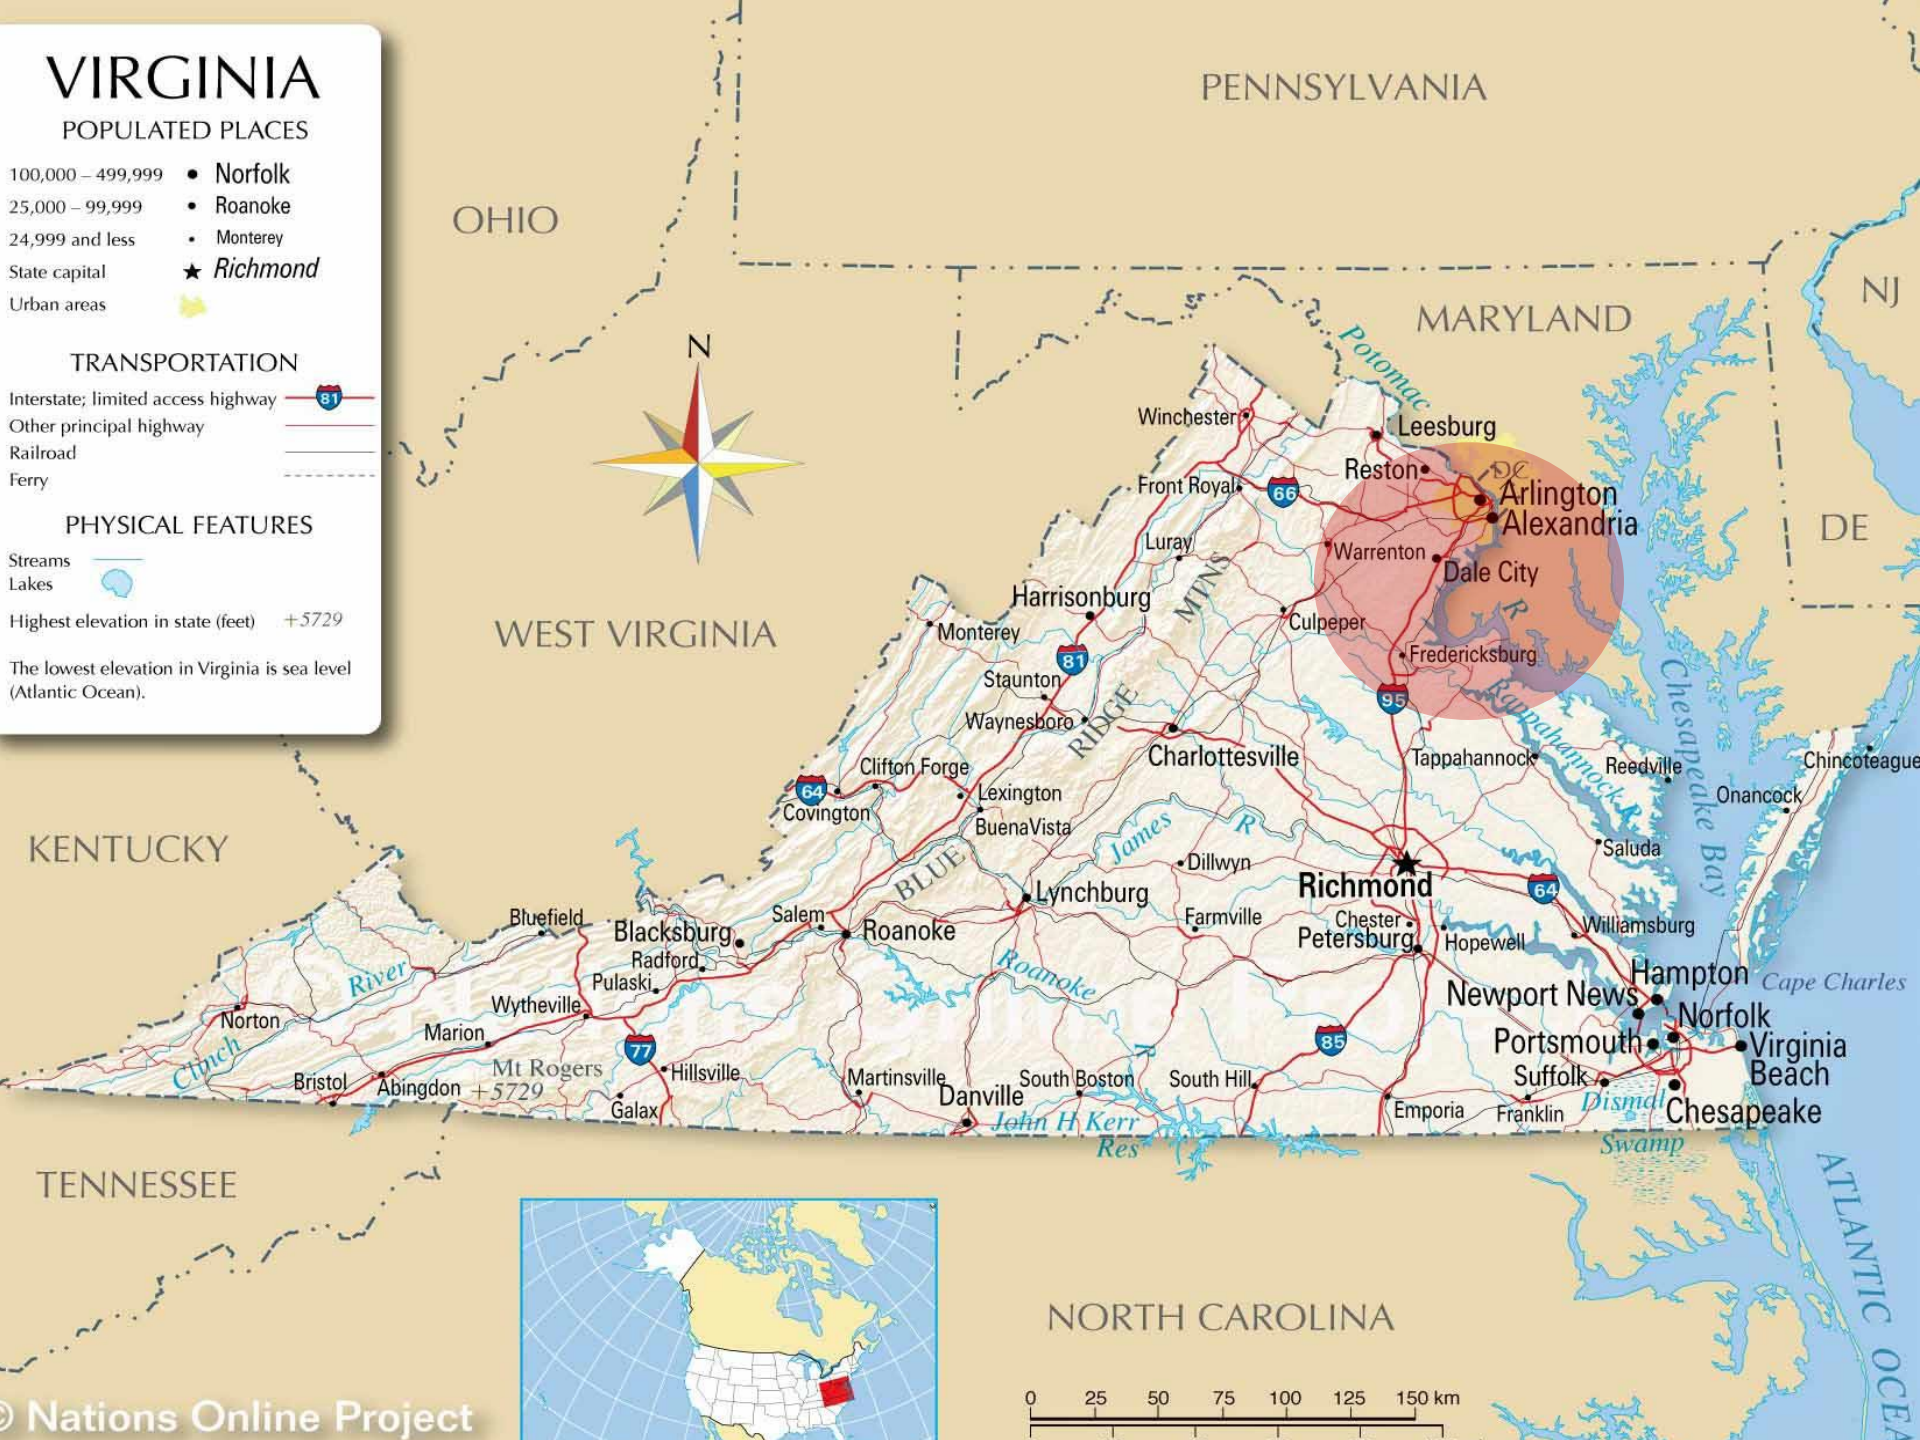 VIRGINIA
POPULATED PLACES
100,000 – 499,999 Norfolk
25,000 – 99,999 Roanoke
24,999 and less Monterey
State capital Richmond
Urban areas
TRANSPORTATION
Interstate; limited access highway 81
Other principal highway
Railroad
Ferry
PHYSICAL FEATURES
Streams
Lakes
Highest elevation in state (feet) +5729
The lowest elevation in Virginia is sea level
(Atlantic Ocean).
PENNSYLVANIA
OHIO
NJ
MARYLAND
N
Potomac
Winchester
Leesburg
Reston
DC
Front Royal
66
Arlington
Alexandria
DE
Luray
Warrenton
Dale City
MTNS
Harrisonburg
R
WEST VIRGINIA
Monterey
Culpeper
81
Fredericksburg
Staunton
95
Chesapeake Bay
Rappahannock R
Waynesboro
RIDGE
Charlottesville
Tappahannock
Reedville
Chincoteague
Clifton Forge
64
Covington
Lexington
Onancock
BuenaVista
James R
KENTUCKY
BLUE
Dillwyn
Saluda
Richmond
64
Lynchburg
Bluefield
Blacksburg
Salem
Roanoke
Farmville
Chester
Petersburg
Hopewell
Williamsburg
Radford
River
Pulaski
Roanoke
R
Hampton
Cape Charles
Newport News
Wytheville
Norton
Marion
Norfolk
77
85
Portsmouth
Virginia
Beach
Clinch
Mt Rogers
+5729
Hillsville
Bristol
Abingdon
Galax
Martinsville
Danville
South Boston
South Hill
Suffolk
Emporia
Franklin
Dismal
Swamp
Chesapeake
John H Kerr
Res
TENNESSEE
ATLANTIC OCEA
NORTH CAROLINA
0 25 50 75 100 125 150 km
© Nations Online Project